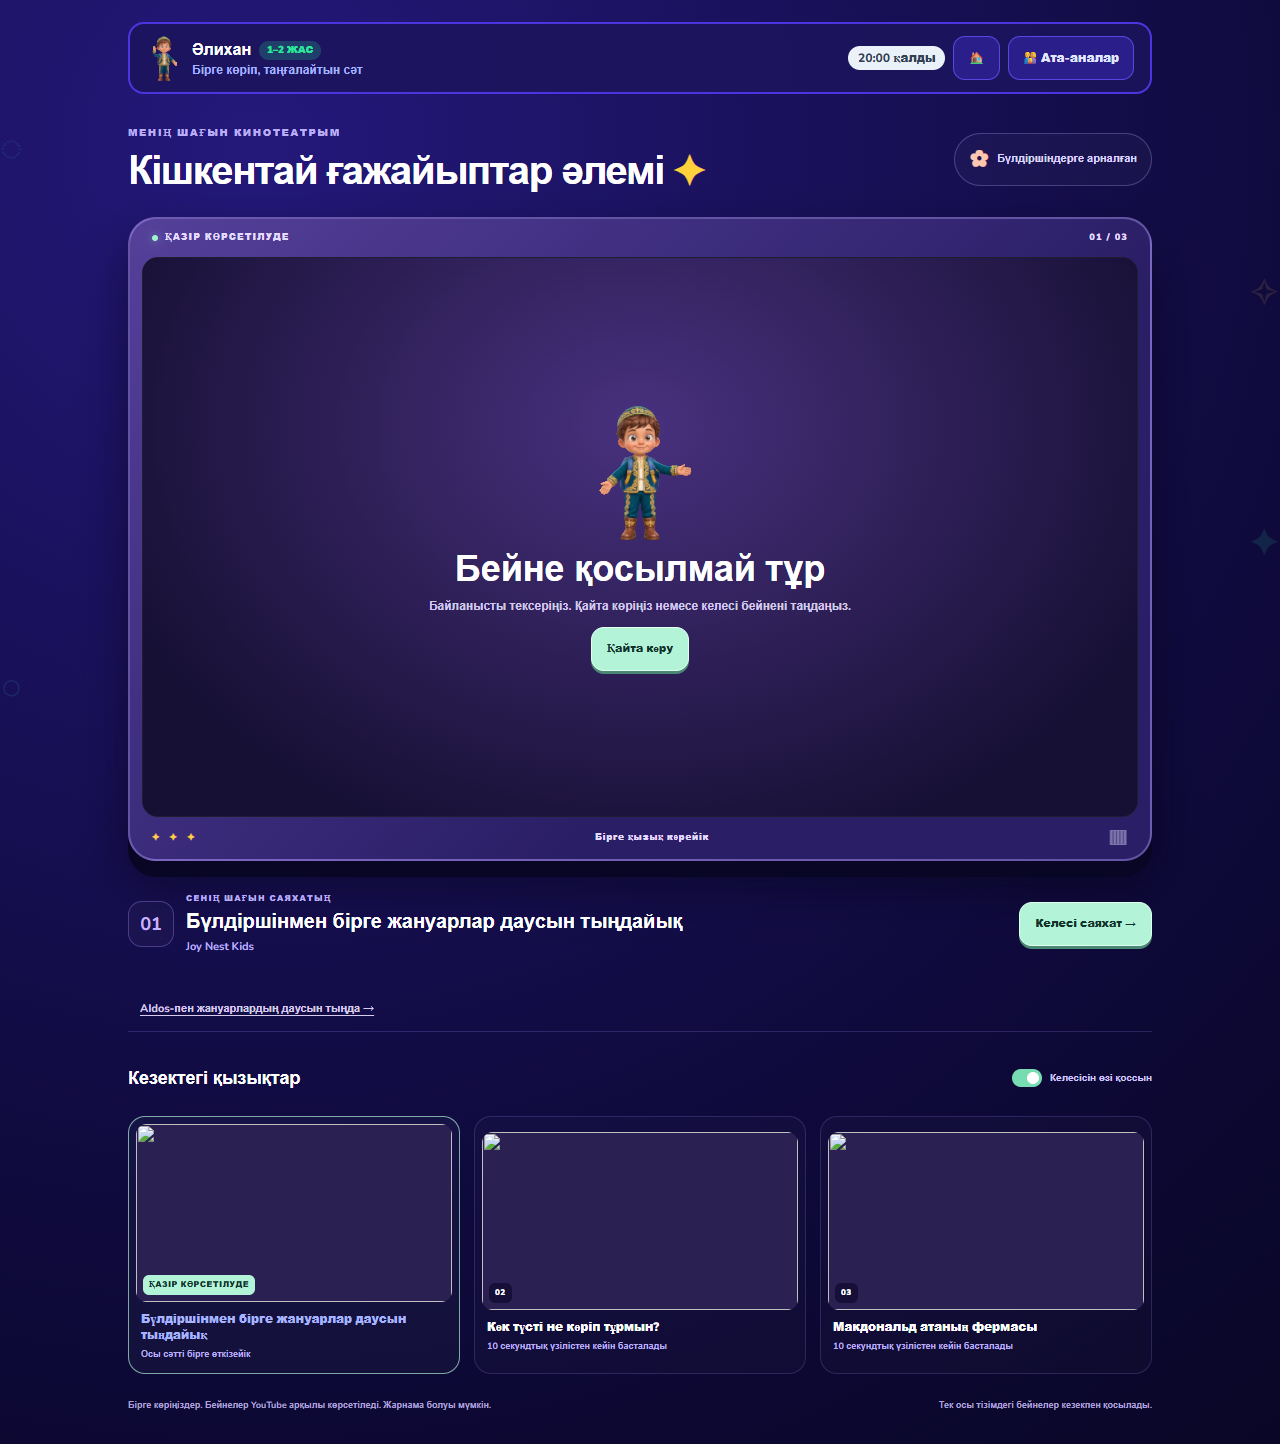 Әлихан 1–2 ЖАС
Бірге көріп, таңғалайтын сәт
20:00 қалды
Ата-аналар
МЕНІҢ ШАҒЫН КИНОТЕАТРЫМ
Кішкентай ғажайыптар әлемі
Бүлдіршіндерге арналған
ҚАЗІР КӨРСЕТІЛУДЕ
01 / 03
Бейне қосылмай тұр
Байланысты тексеріңіз. Қайта көріңіз немесе келесі бейнені таңдаңыз.
Қайта көру
Бірге қызық көрейік
СЕНІҢ ШАҒЫН САЯХАТЫҢ
01
Бүлдіршінмен бірге жануарлар даусын тыңдайық
Joy Nest Kids
Келесі саяхат →
Aldos-пен жануарлардың даусын тыңда →
Кезектегі қызықтар
Келесісін өзі қоссын
ҚАЗІР КӨРСЕТІЛУДЕ
Бүлдіршінмен бірге жануарлар даусын
тыңдайық
Осы сәтті бірге өткізейік
02
Көк түсті не көріп тұрмын?
10 секундтық үзілістен кейін басталады
03
Макдональд атаның фермасы
10 секундтық үзілістен кейін басталады
Бірге көріңіздер. Бейнелер YouTube арқылы көрсетіледі. Жарнама болуы мүмкін.
Тек осы тізімдегі бейнелер кезекпен қосылады.